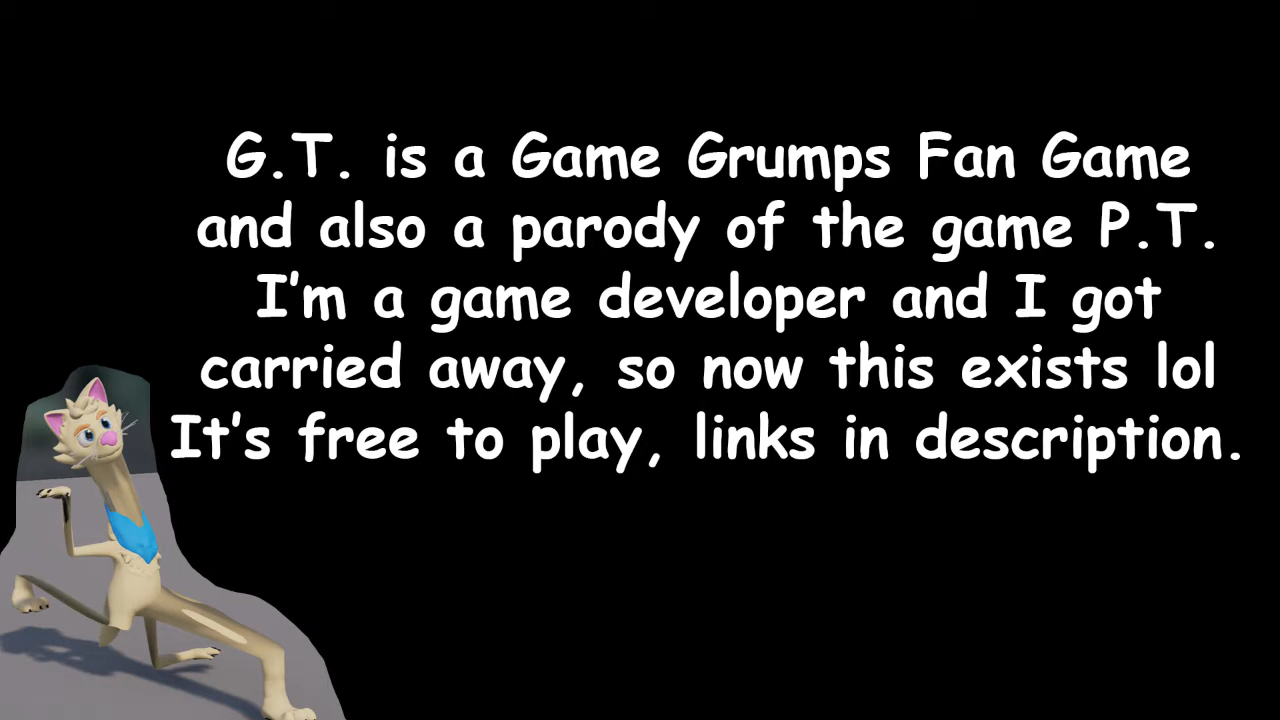 G.T. is a Game Grumps Fan Game
and also a parody of the game P.T.
I'm a game developer and I got
carried away, so now this exists lol
It's free to play, links in description.